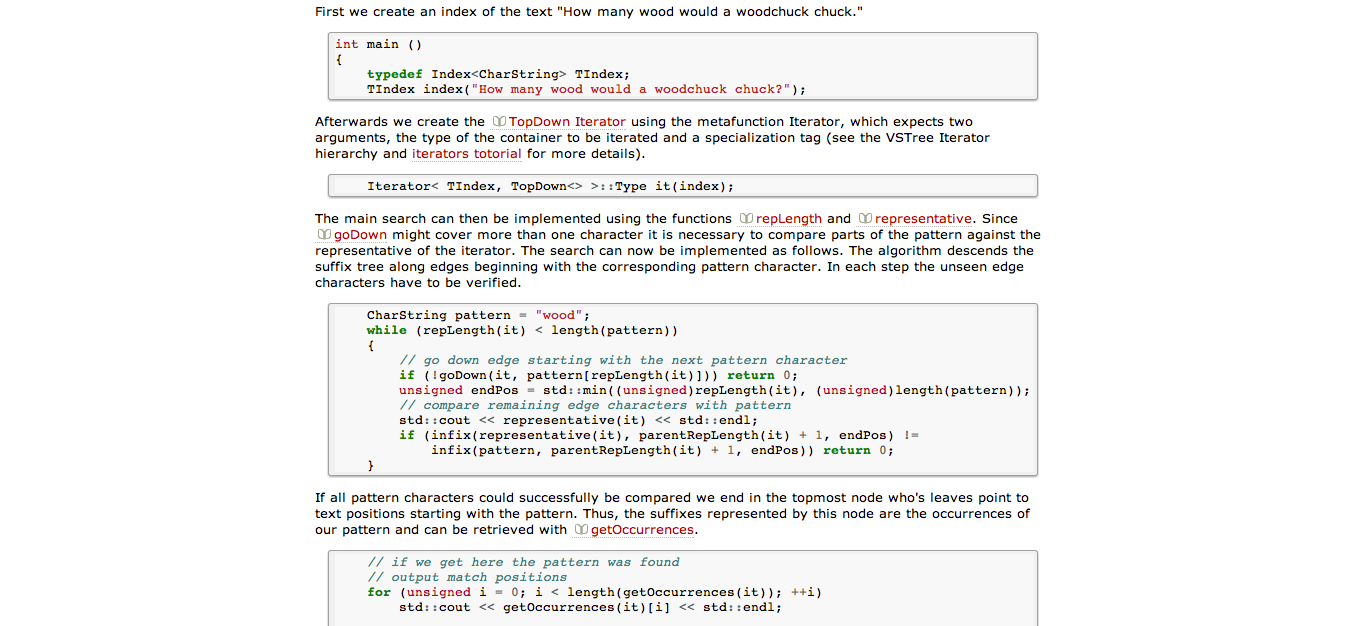 First we create an index of the text "How many wood would a woodchuck chuck."
int main ()
{
    typedef Index<CharString> TIndex;
    TIndex index("How many wood would a woodchuck chuck?");
Afterwards we create the TopDown Iterator using the metafunction Iterator, which expects two
arguments, the type of the container to be iterated and a specialization tag (see the VSTree Iterator
hierarchy and iterators totorial for more details).
    Iterator< TIndex, TopDown<> >::Type it(index);
The main search can then be implemented using the functions repLength and representative. Since
goDown might cover more than one character it is necessary to compare parts of the pattern against the
representative of the iterator. The search can now be implemented as follows. The algorithm descends the
suffix tree along edges beginning with the corresponding pattern character. In each step the unseen edge
characters have to be verified.
    CharString pattern = "wood";
    while (repLength(it) < length(pattern))
    {
        // go down edge starting with the next pattern character
        if (!goDown(it, pattern[repLength(it)])) return 0;
        unsigned endPos = std::min((unsigned)repLength(it), (unsigned)length(pattern));
        // compare remaining edge characters with pattern
        std::cout << representative(it) << std::endl;
        if (infix(representative(it), parentRepLength(it) + 1, endPos) !=
            infix(pattern, parentRepLength(it) + 1, endPos)) return 0;
    }
If all pattern characters could successfully be compared we end in the topmost node who's leaves point to
text positions starting with the pattern. Thus, the suffixes represented by this node are the occurrences of
our pattern and can be retrieved with getOccurrences.
    // if we get here the pattern was found
    // output match positions
    for (unsigned i = 0; i < length(getOccurrences(it)); ++i)
        std::cout << getOccurrences(it)[i] << std::endl;